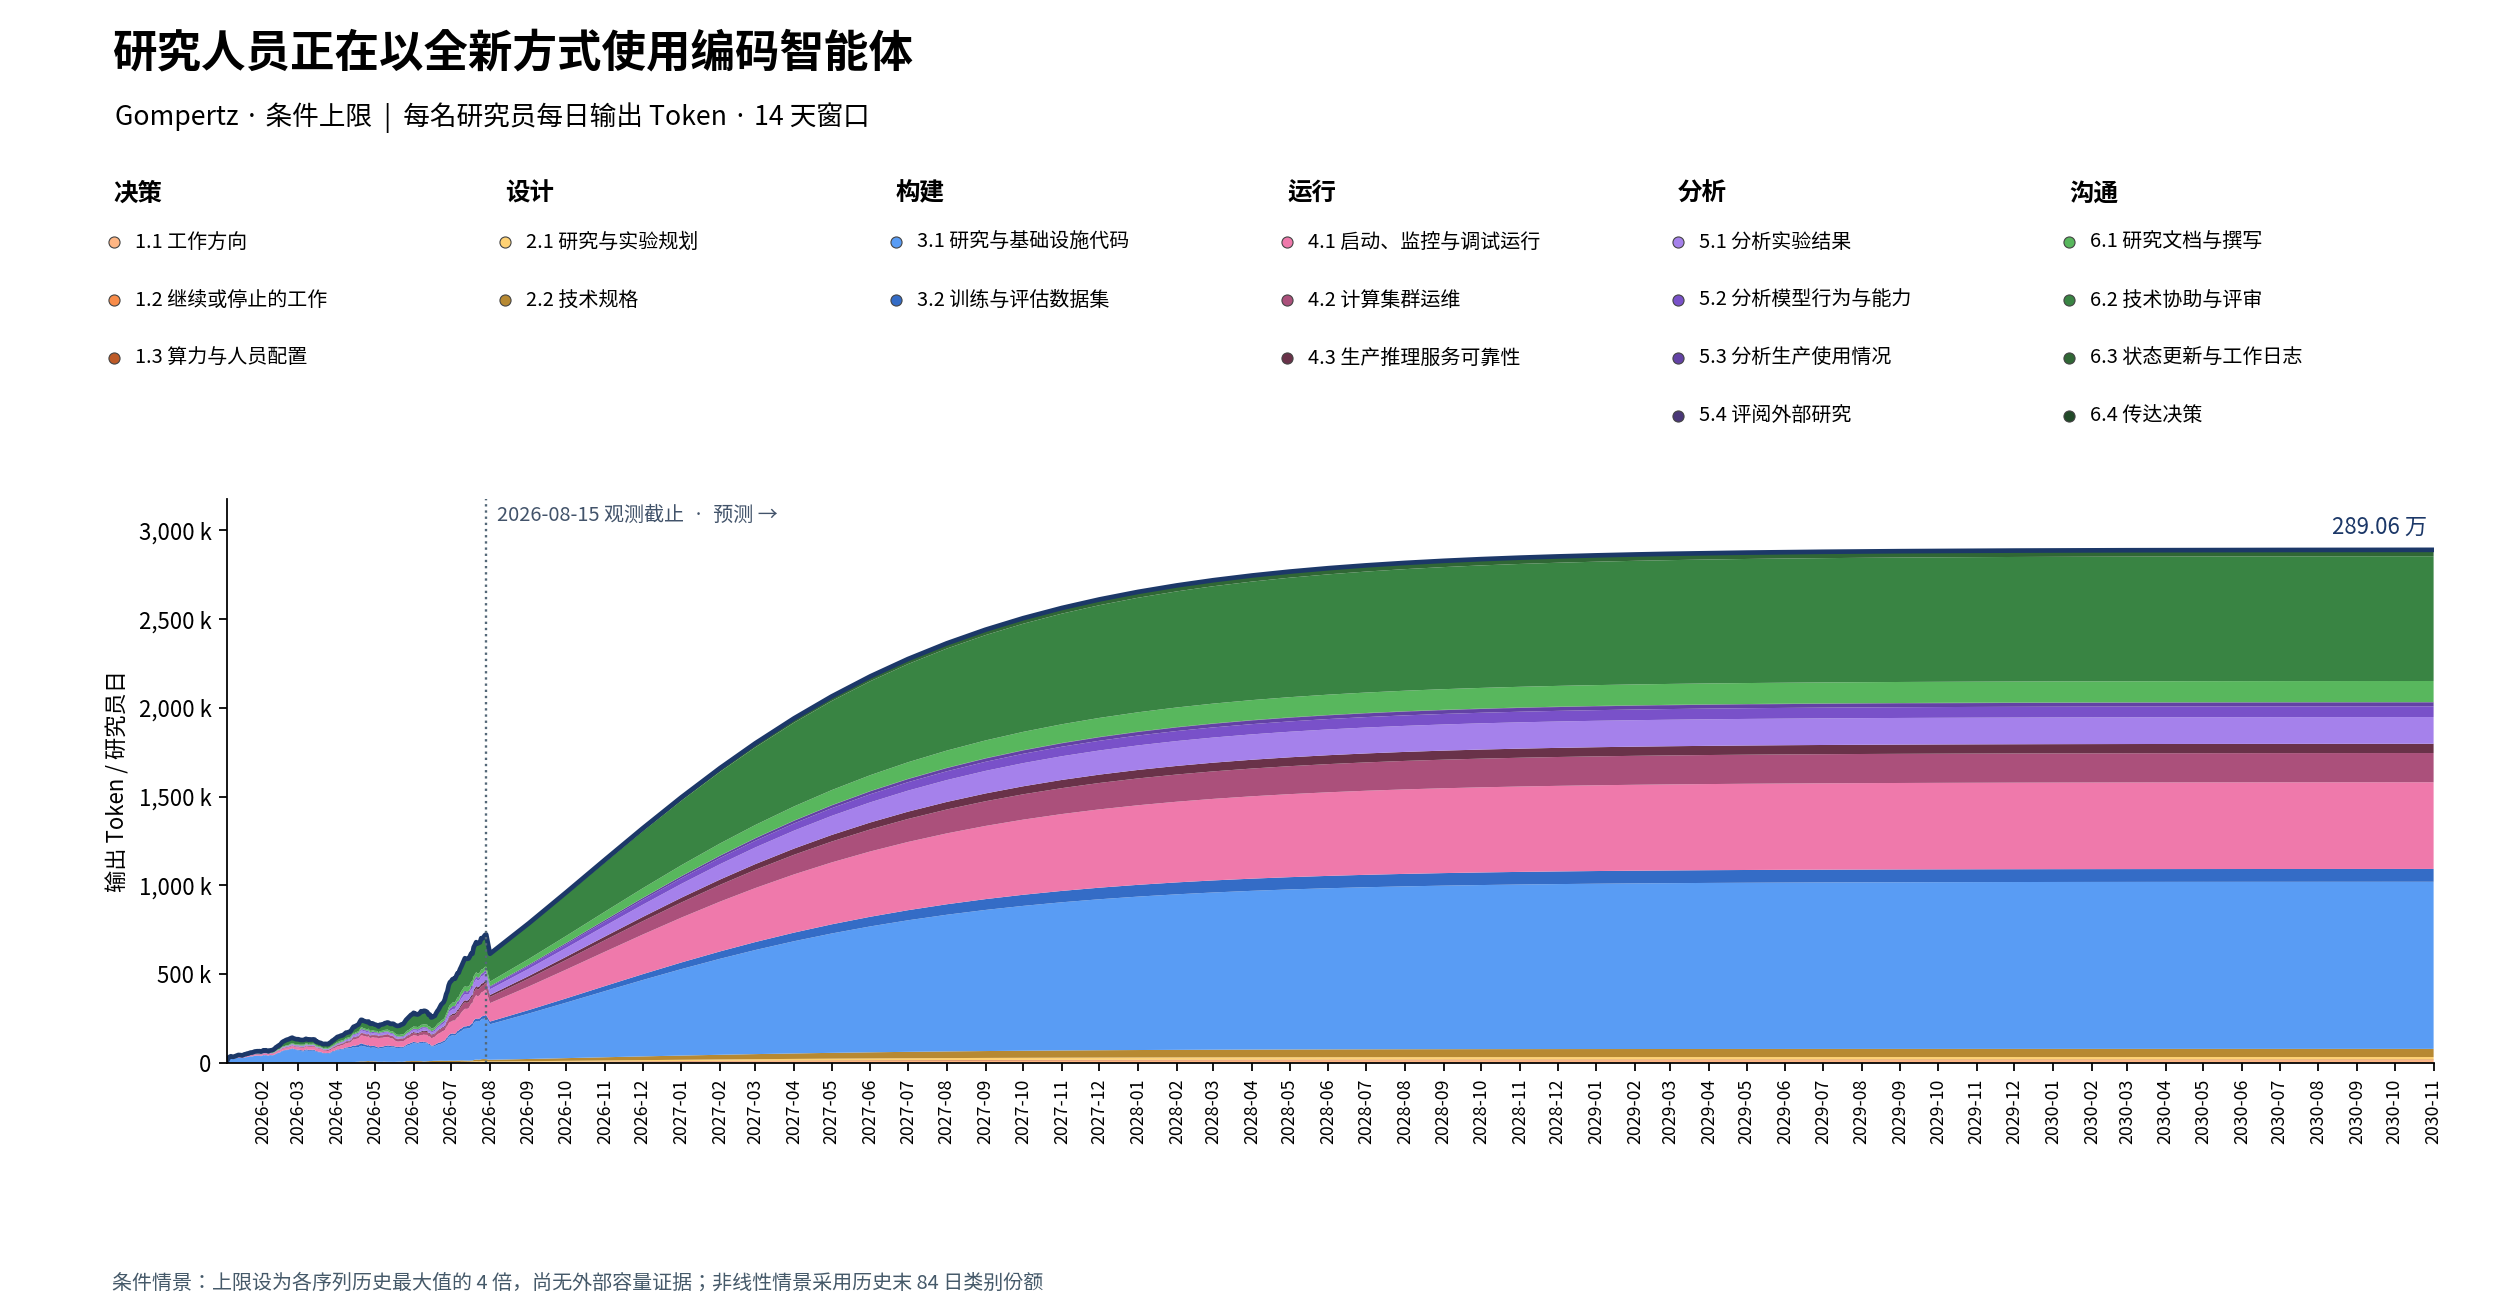 研究人员正在以全新方式使用编码智能体
Gompertz · 条件上限 | 每名研究员每日输出 Token · 14 天窗口
决策
1.1 工作方向
1.2 继续或停止的工作
1.3 算力与人员配置
设计
2.1 研究与实验规划
2.2 技术规格
构建
3.1 研究与基础设施代码
3.2 训练与评估数据集
运行
4.1 启动、监控与调试运行
4.2 计算集群运维
4.3 生产推理服务可靠性
分析
5.1 分析实验结果
5.2 分析模型行为与能力
5.3 分析生产使用情况
5.4 评阅外部研究
沟通
6.1 研究文档与撰写
6.2 技术协助与评审
6.3 状态更新与工作日志
6.4 传达决策
2026-08-15 观测截止 · 预测 →
289.06 万
输出 Token / 研究员日
3,000 k
2,500 k
2,000 k
1,500 k
1,000 k
500 k
0
2026-02
2026-03
2026-04
2026-05
2026-06
2026-07
2026-08
2026-09
2026-10
2026-11
2026-12
2027-01
2027-02
2027-03
2027-04
2027-05
2027-06
2027-07
2027-08
2027-09
2027-10
2027-11
2027-12
2028-01
2028-02
2028-03
2028-04
2028-05
2028-06
2028-07
2028-08
2028-09
2028-10
2028-11
2028-12
2029-01
2029-02
2029-03
2029-04
2029-05
2029-06
2029-07
2029-08
2029-09
2029-10
2029-11
2029-12
2030-01
2030-02
2030-03
2030-04
2030-05
2030-06
2030-07
2030-08
2030-09
2030-10
2030-11
条件情景：上限设为各序列历史最大值的 4 倍，尚无外部容量证据；非线性情景采用历史末 84 日类别份额